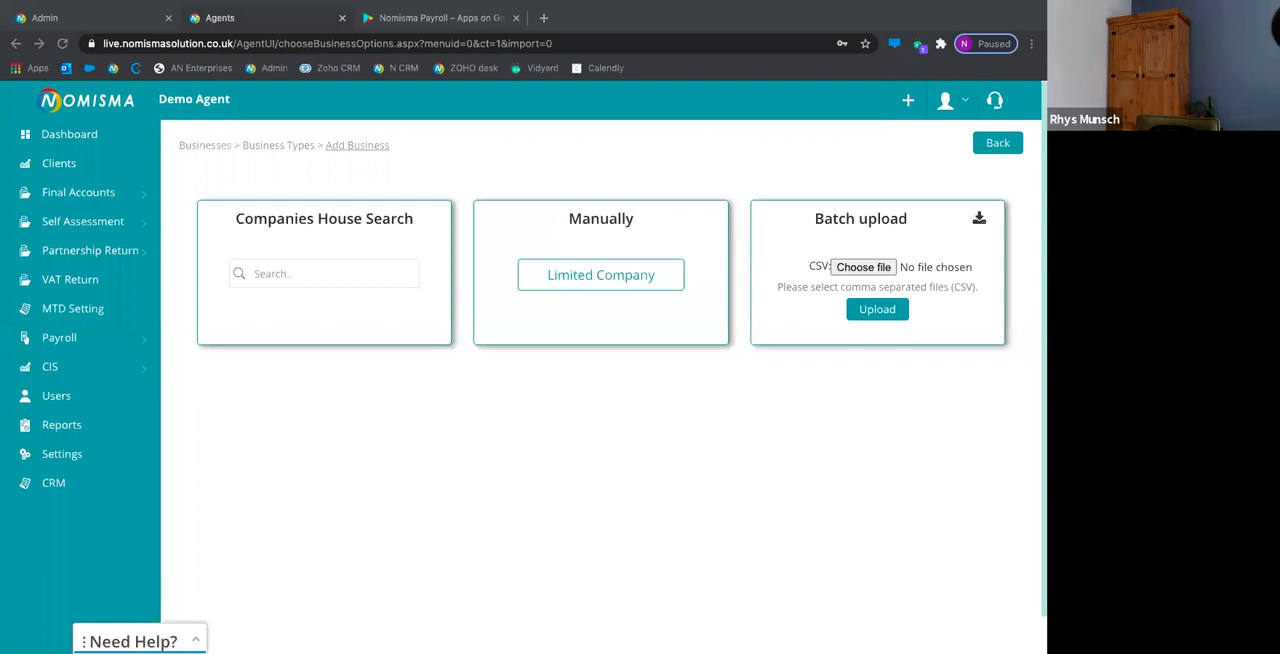 Admin
Agents
Nomisma Payroll – Apps on Go
live.nomismasolution.co.uk/AgentUI/chooseBusinessOptions.aspx?menuid=0&ct=1&import=0
1
N Paused
Apps
AN Enterprises
Admin
Zoho CRM
N CRM
ZOHO desk
Vidyard
Calendly
Rhys Munsch
NOMISMA
Demo Agent
Dashboard
Clients
Final Accounts
Self Assessment
Partnership Return
VAT Return
MTD Setting
Payroll
CIS
Users
Reports
Settings
CRM
Businesses > Business Types > Add Business
Back
Companies House Search
Search..
Manually
Limited Company
Batch upload
CSV: Choose file No file chosen
Please select comma separated files (CSV).
Upload
Need Help?